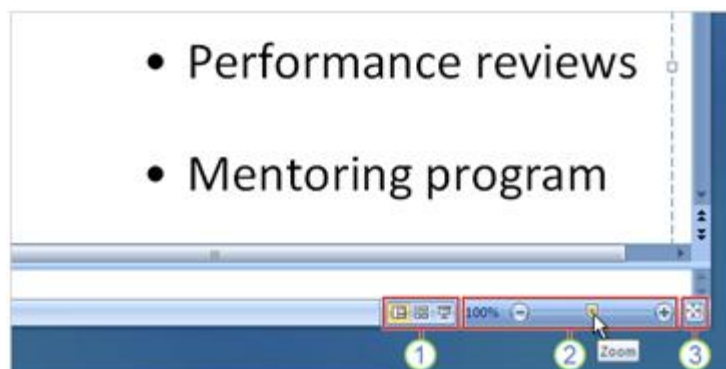 • Performance reviews
• Mentoring program
100%
1 2 Zoom 3